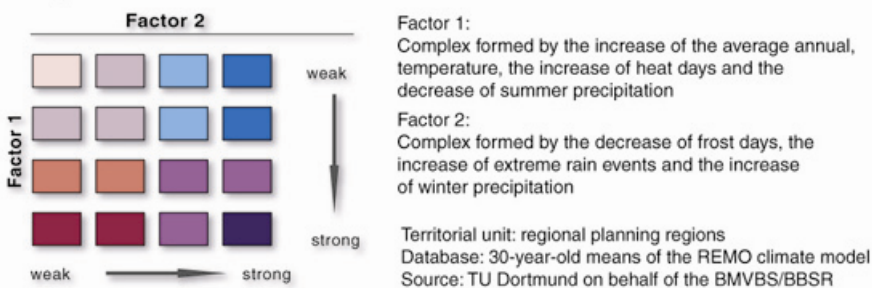 Factor 2
Factor 1
weak
strong
weak
strong
Factor 1:
Complex formed by the increase of the average annual,
temperature, the increase of heat days and the
decrease of summer precipitation
Factor 2:
Complex formed by the decrease of frost days, the
increase of extreme rain events and the increase
of winter precipitation
Territorial unit: regional planning regions
Database: 30-year-old means of the REMO climate model
Source: TU Dortmund on behalf of the BMVBS/BBSR